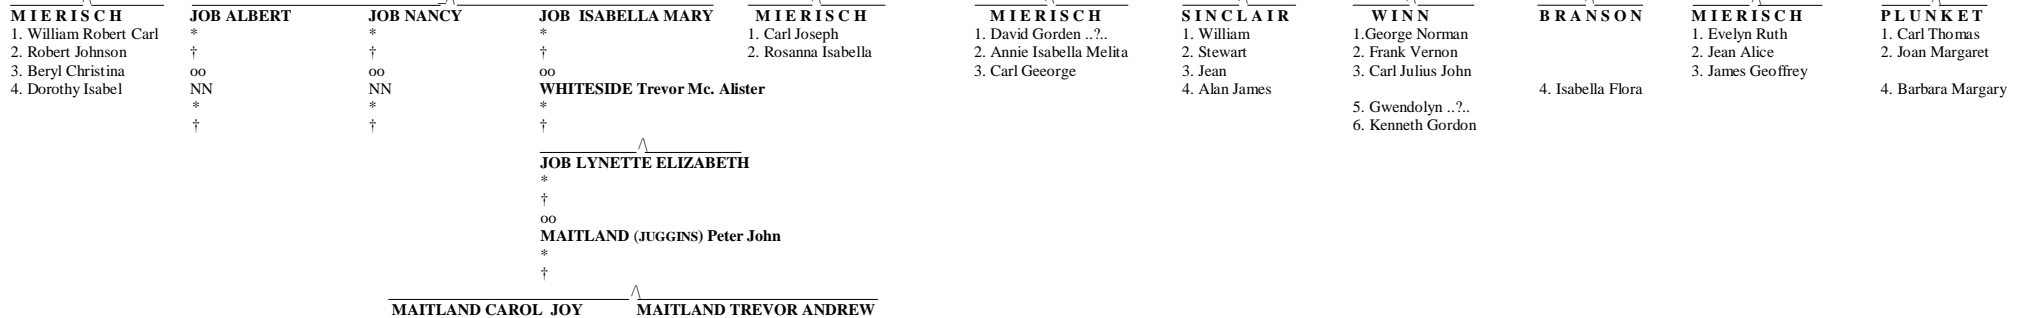 M I E R I S C H JOB ALBERT JOB NANCY JOB ISABELLA MARY M I E R I S C H M I E R I S C H S I N C L A I R W I N N B R A N S O N M I E R I S C H P L U N K E T
1. William Robert Carl * * * 1. Carl Joseph 1. David Gorden ..?.. 1. William 1.George Norman 1. Evelyn Ruth 1. Carl Thomas
2. Robert Johnson † † † 2. Rosanna Isabella 2. Annie Isabella Melita 2. Stewart 2. Frank Vernon 2. Jean Alice 2. Joan Margaret
3. Beryl Christina oo oo oo 3. Carl Geeorge 3. Jean 3. Carl Julius John 3. James Geoffrey
4. Dorothy Isabel NN NN WHITESIDE Trevor Mc. Alister 4. Alan James 4. Isabella Flora 4. Barbara Margary
* * * 5. Gwendolyn ..?..
† † † 6. Kenneth Gordon
JOB LYNETTE ELIZABETH
*
†
oo
MAITLAND (JUGGINS) Peter John
*
†
MAITLAND CAROL JOY MAITLAND TREVOR ANDREW